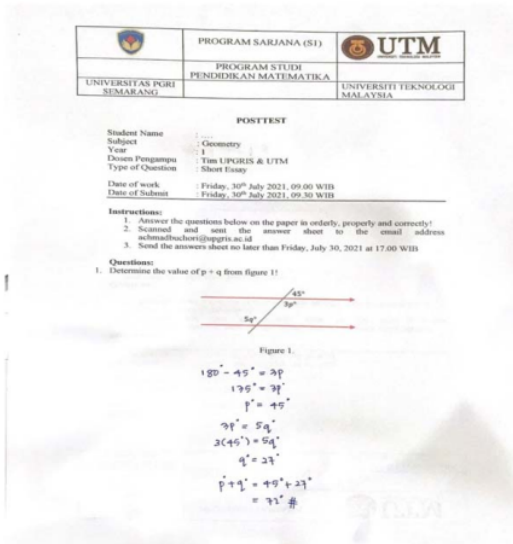 PROGRAM SARJANA (S1)
UTM
UNIVERSITI TEKNOLOGI MALAYSIA
PROGRAM STUDI
PENDIDIKAN MATEMATIKA
UNIVERSITAS PGRI
SEMARANG
UNIVERSITI TEKNOLOGI
MALAYSIA
POSTTEST
Student Name : ....
Subject : Geometry
Year : 1
Dosen Pengampu : Tim UPGRIS & UTM
Type of Question : Short Essay
Date of work : Friday, 30th July 2021, 09.00 WIB
Date of Submit : Friday, 30th July 2021, 09.30 WIB
Instructions:
1. Answer the questions below on the paper in orderly, properly and correctly!
2. Scanned and sent the answer sheet to the email address
achmadbuchori@upgris.ac.id
3. Send the answers sheet no later than Friday, July 30, 2021 at 17.00 WIB
Questions:
1. Determine the value of p + q from figure 1!
45°
3p°
5q°
Figure 1.
180° - 45° = 3p
135° = 3p°
p° = 45°
3p° = 5q°
3(45°) = 5q°
q° = 27°
p°+q° = 45° + 27°
= 72° #